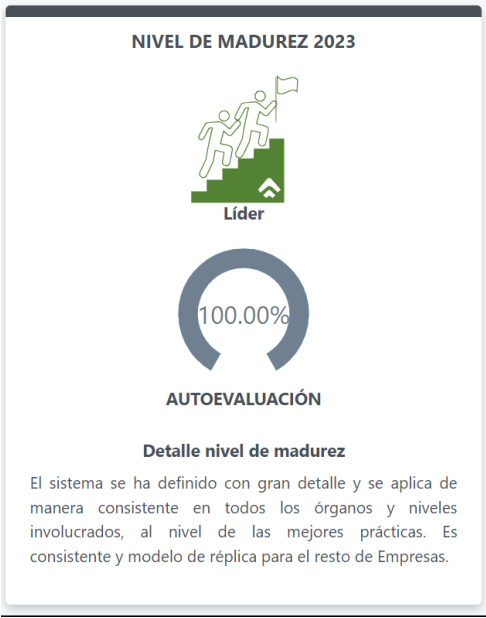 NIVEL DE MADUREZ 2023
Líder
100.00%
AUTOEVALUACIÓN
Detalle nivel de madurez
El sistema se ha definido con gran detalle y se aplica de
manera consistente en todos los órganos y niveles
involucrados, al nivel de las mejores prácticas. Es
consistente y modelo de réplica para el resto de Empresas.